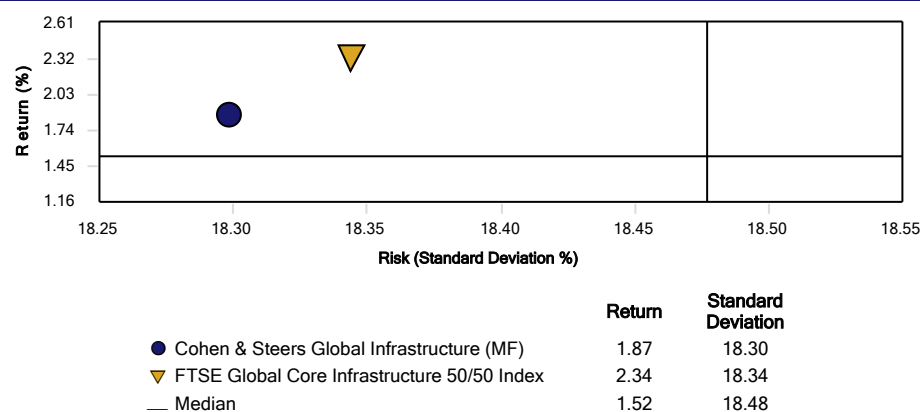 2.61
2.32
2.03
1.74
1.45
1.16
Return (%)
18.25 18.30 18.35 18.40 18.45 18.50 18.55
Risk (Standard Deviation %)
Return Standard Deviation
Cohen & Steers Global Infrastructure (MF) 1.87 18.30
FTSE Global Core Infrastructure 50/50 Index 2.34 18.34
Median 1.52 18.48